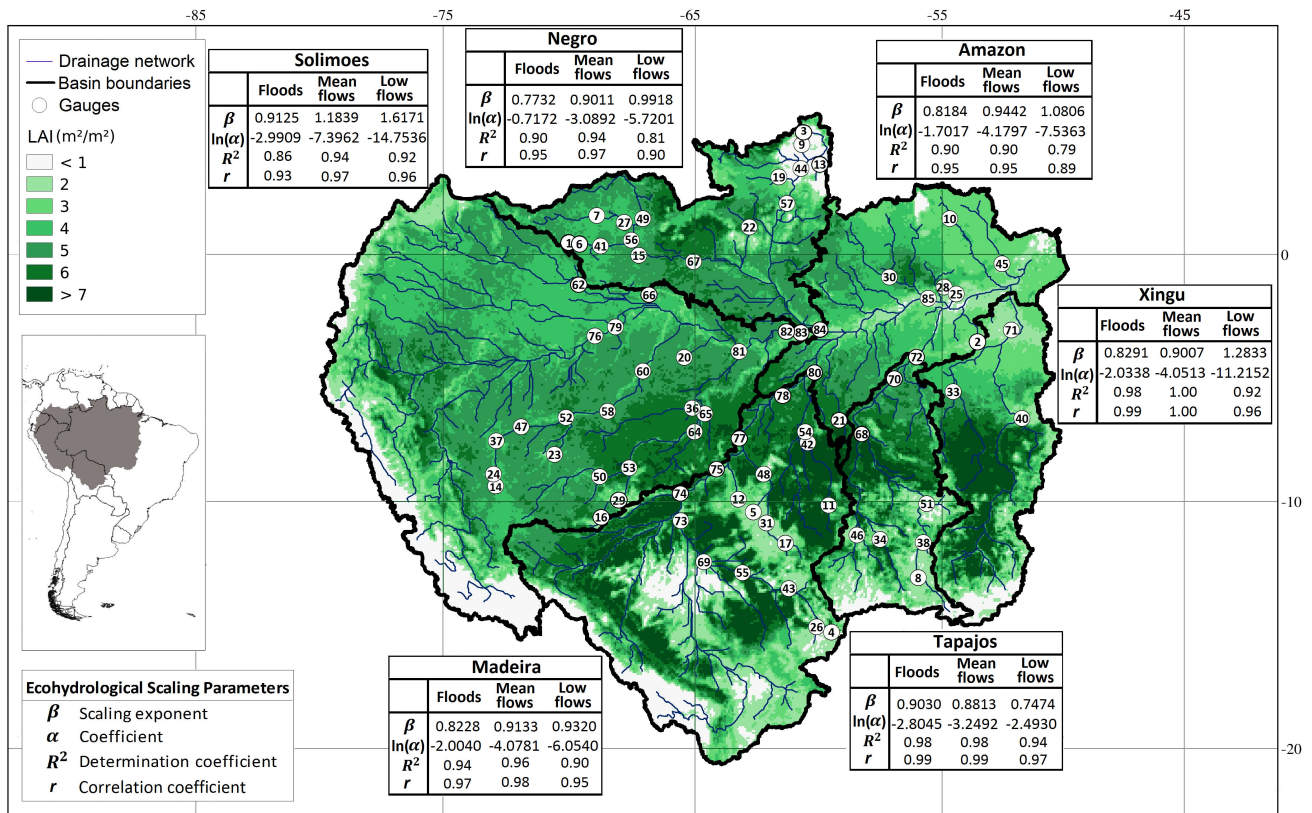 -85
-75
-65
-55
-45
Drainage network
Basin boundaries
Gauges
LAI (m²/m²)
< 1
2
3
4
5
6
> 7
Solimoes
Floods Mean flows Low flows
β 0.9125 1.1839 1.6171
ln(α) -2.9909 -7.3962 -14.7536
R² 0.86 0.94 0.92
r 0.93 0.97 0.96
Negro
Floods Mean flows Low flows
β 0.7732 0.9011 0.9918
ln(α) -0.7172 -3.0892 -5.7201
R² 0.90 0.94 0.81
r 0.95 0.97 0.90
Amazon
Floods Mean flows Low flows
β 0.8184 0.9442 1.0806
ln(α) -1.7017 -4.1797 -7.5363
R² 0.90 0.90 0.79
r 0.95 0.95 0.89
3
9
44
13
19
57
7
27
49
22
10
1
6
41
56
15
67
0
30
45
62
66
28
25
85
79
76
82
83
84
2
71
81
20
72
60
80
70
78
33
52
58
36
65
21
40
47
64
54
68
37
77
42
23
24
50
53
75
48
14
74
12
-10
29
5
11
51
16
73
31
46
34
38
17
69
55
8
43
26
4
-20
Xingu
Floods Mean flows Low flows
β 0.8291 0.9007 1.2833
ln(α) -2.0338 -4.0513 -11.2152
R² 0.98 1.00 0.92
r 0.99 1.00 0.96
Ecohydrological Scaling Parameters
β Scaling exponent
α Coefficient
R² Determination coefficient
r Correlation coefficient
Madeira
Floods Mean flows Low flows
β 0.8228 0.9133 0.9320
ln(α) -2.0040 -4.0781 -6.0540
R² 0.94 0.96 0.90
r 0.97 0.98 0.95
Tapajos
Floods Mean flows Low flows
β 0.9030 0.8813 0.7474
ln(α) -2.8045 -3.2492 -2.4930
R² 0.98 0.98 0.94
r 0.99 0.99 0.97